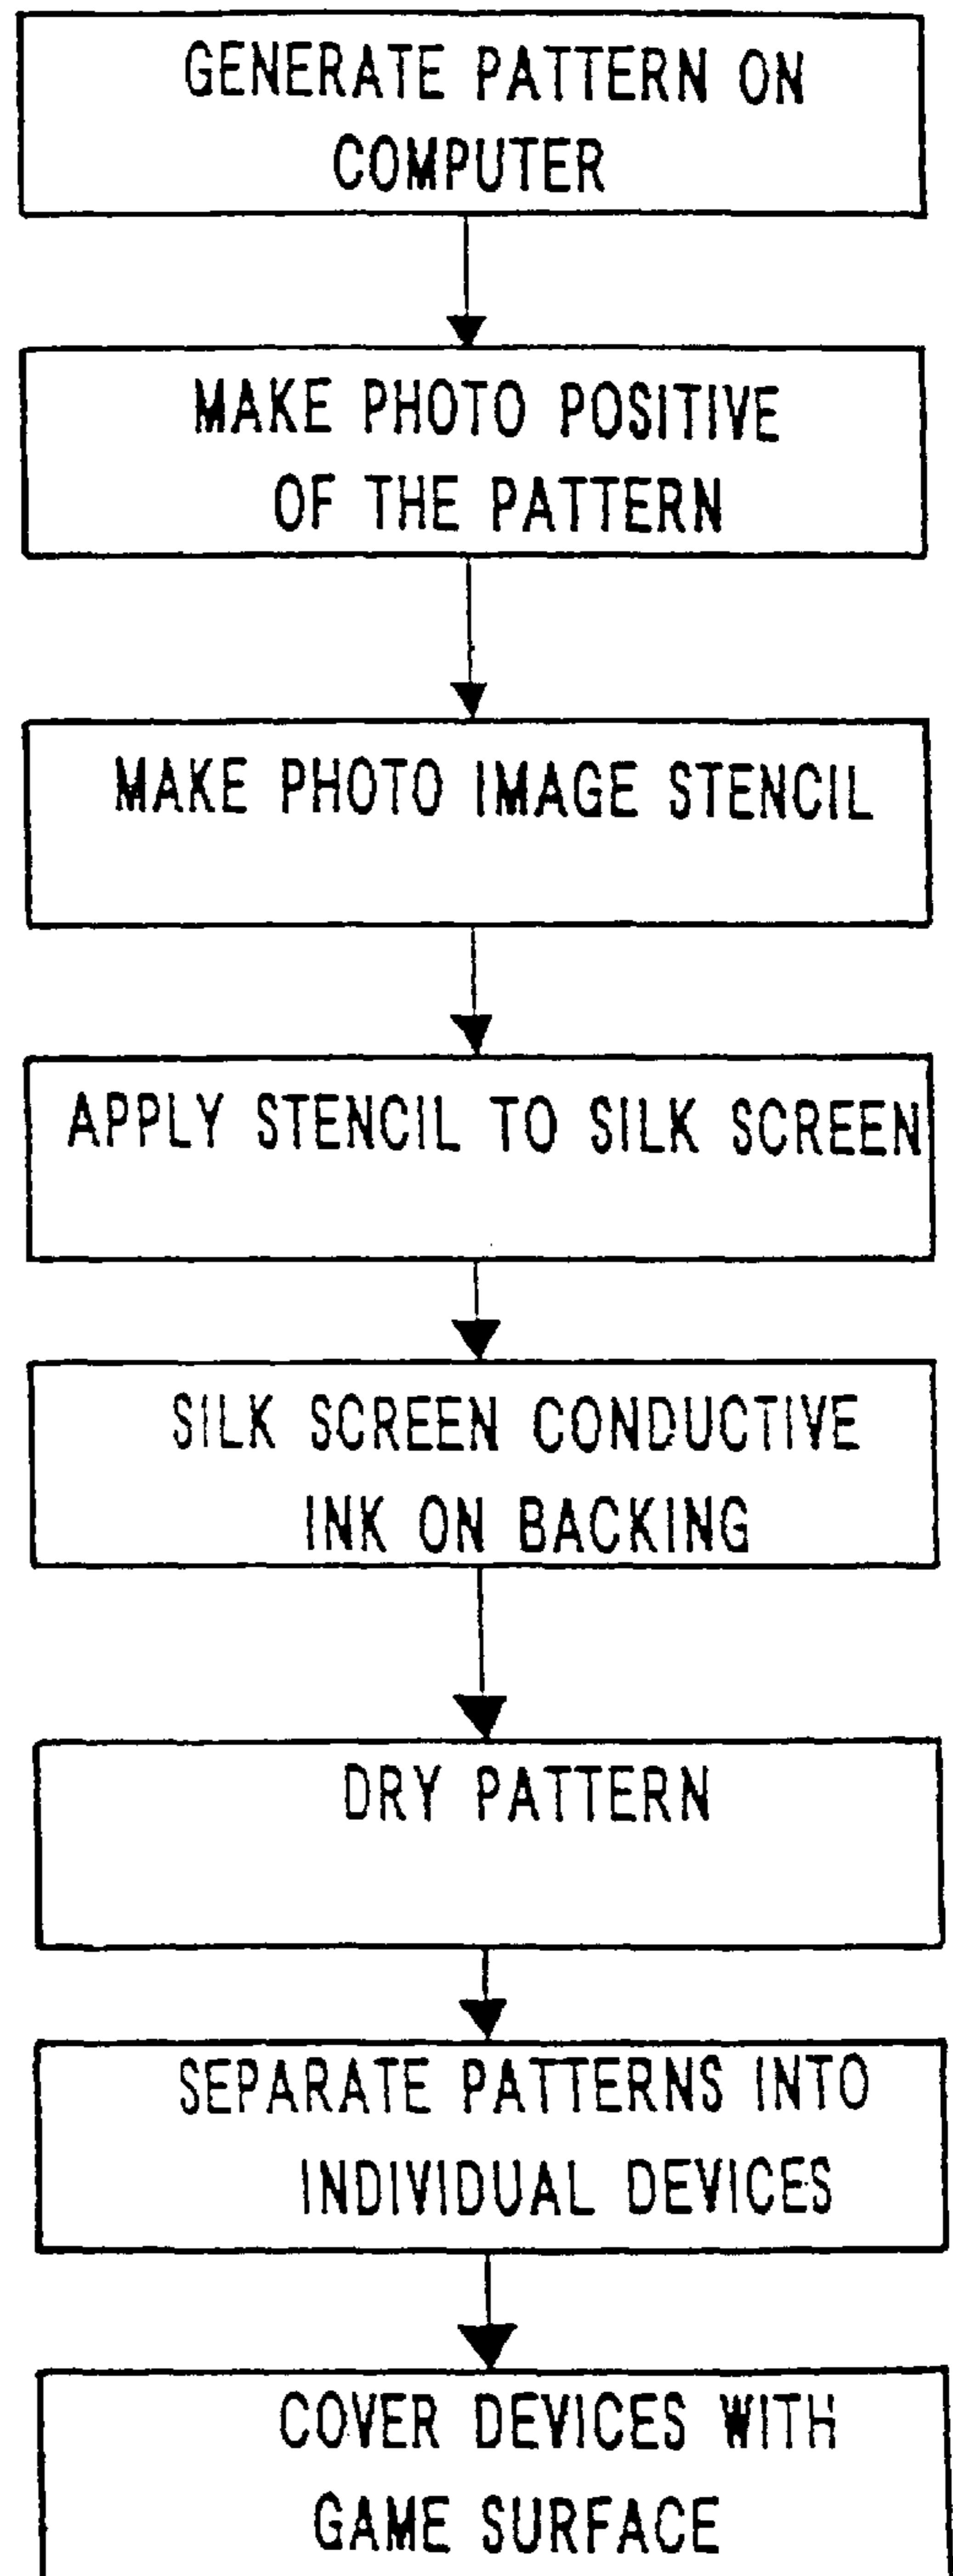 GENERATE PATTERN ON
COMPUTER
MAKE PHOTO POSITIVE
OF THE PATTERN
MAKE PHOTO IMAGE STENCIL
APPLY STENCIL TO SILK SCREEN
SILK SCREEN CONDUCTIVE
INK ON BACKING
DRY PATTERN
SEPARATE PATTERNS INTO
INDIVIDUAL DEVICES
COVER DEVICES WITH
GAME SURFACE